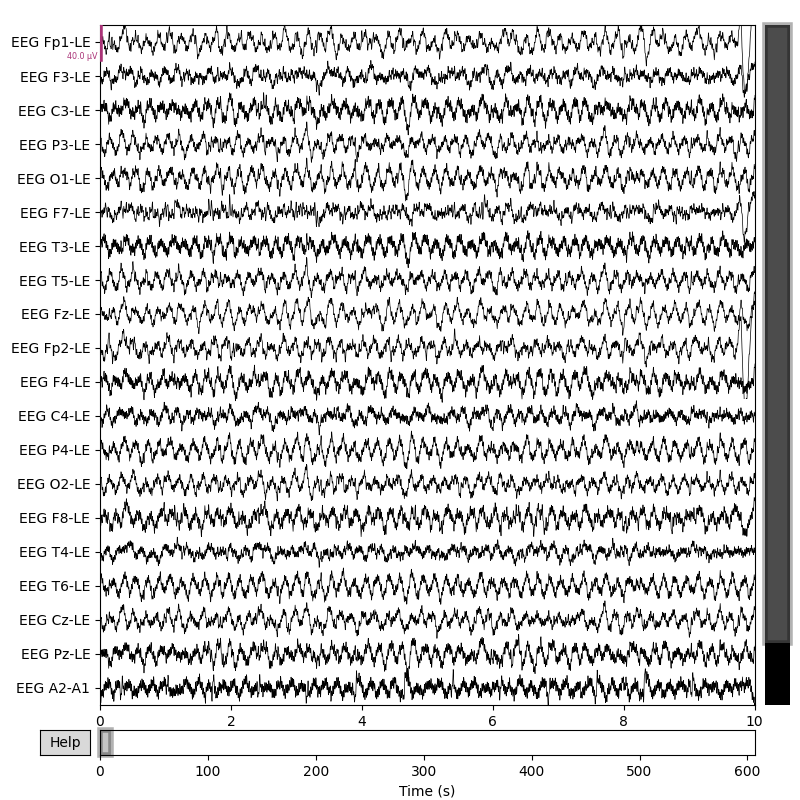 EEG Fp1-LE
40.0 µV
EEG F3-LE
EEG C3-LE
EEG P3-LE
EEG O1-LE
EEG F7-LE
EEG T3-LE
EEG T5-LE
EEG Fz-LE
EEG Fp2-LE
EEG F4-LE
EEG C4-LE
EEG P4-LE
EEG O2-LE
EEG F8-LE
EEG T4-LE
EEG T6-LE
EEG Cz-LE
EEG Pz-LE
EEG A2-A1
0 2 4 6 8 10
Help
0 100 200 300 400 500 600
Time (s)